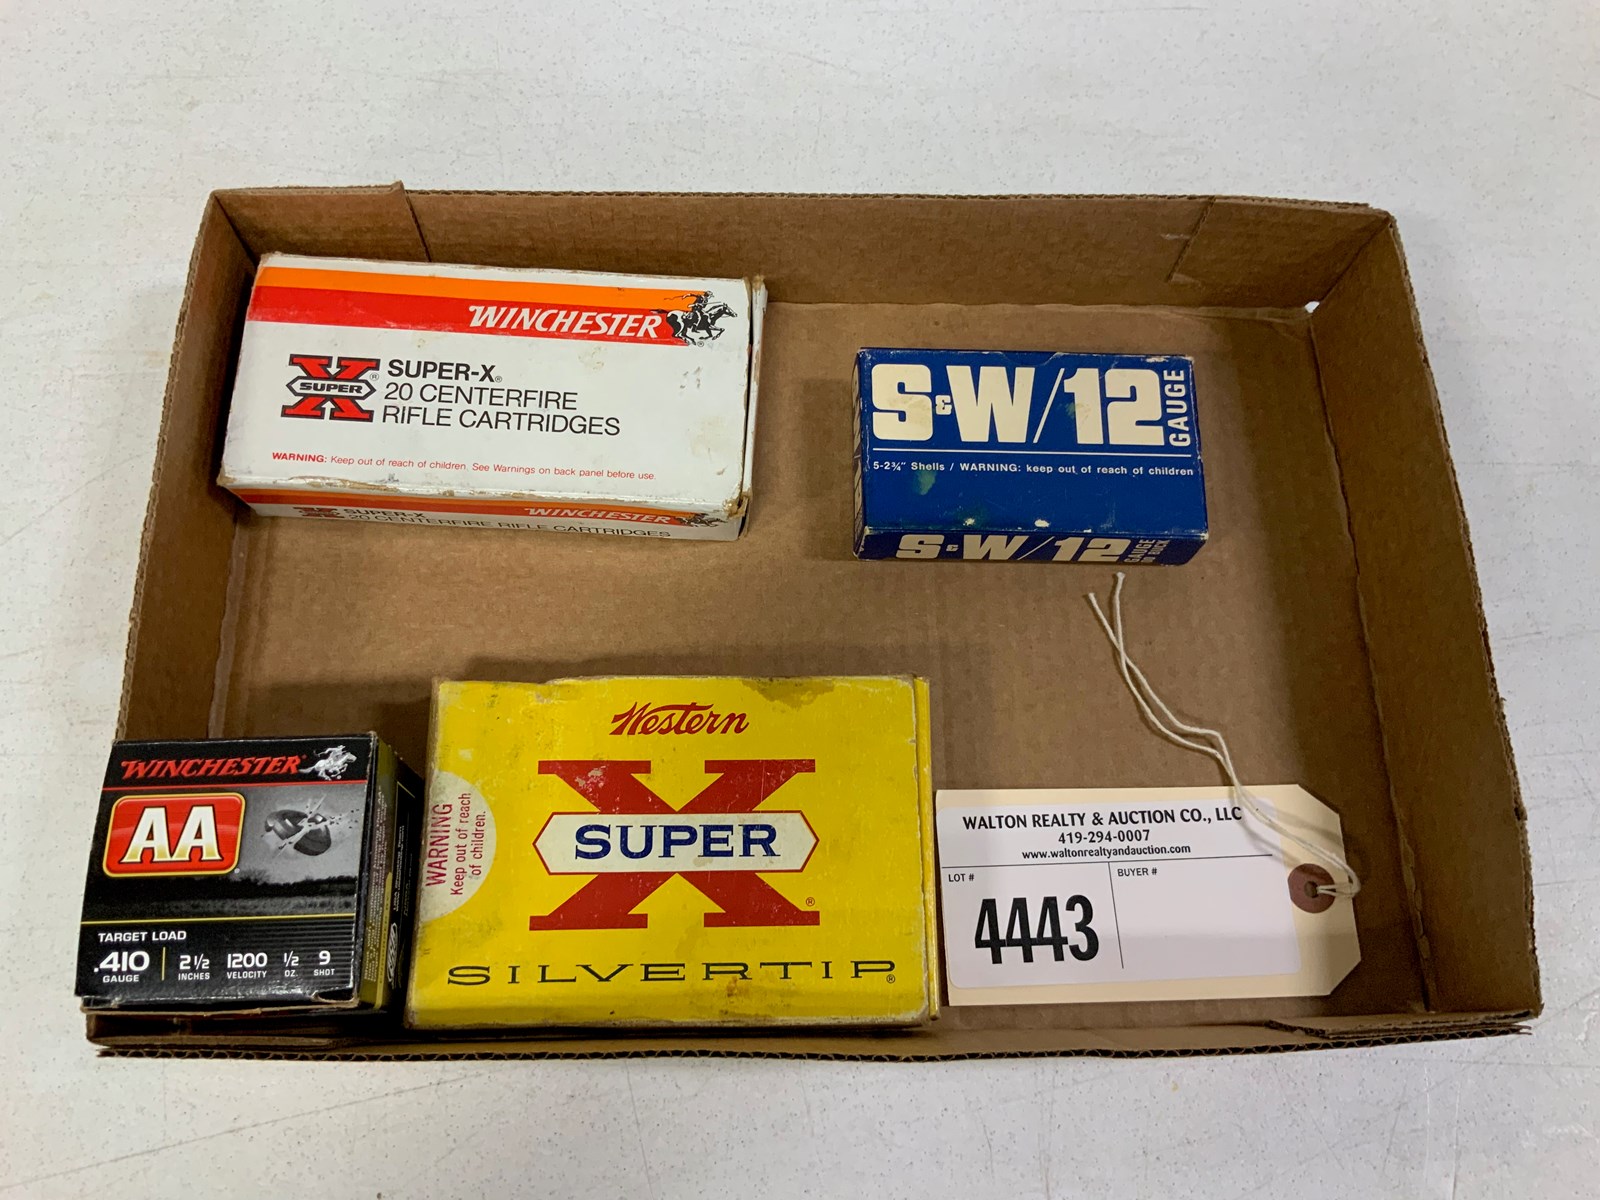 WINCHESTER
SUPER
SUPER-X®
20 CENTERFIRE
RIFLE CARTRIDGES
WARNING: Keep out of reach of children. See Warnings on back panel before use.
SUPER-X
WINCHESTER
20 CENTERFIRE RIFLE CARTRIDGES
S&W/12
GAUGE
5-2¾" Shells / WARNING: keep out of reach of children
S&W/12
GAUGE
BUCK
WINCHESTER
AA
TARGET LOAD
.410 2 1/2 1200 1/2 9
GAUGE INCHES VELOCITY OZ. SHOT
Western
X
SUPER
®
SILVERTIP®
WARNING
Keep out of reach
of children.
WALTON REALTY & AUCTION CO., LLC
419-294-0007
www.waltonrealtyandauction.com
LOT # BUYER #
4443